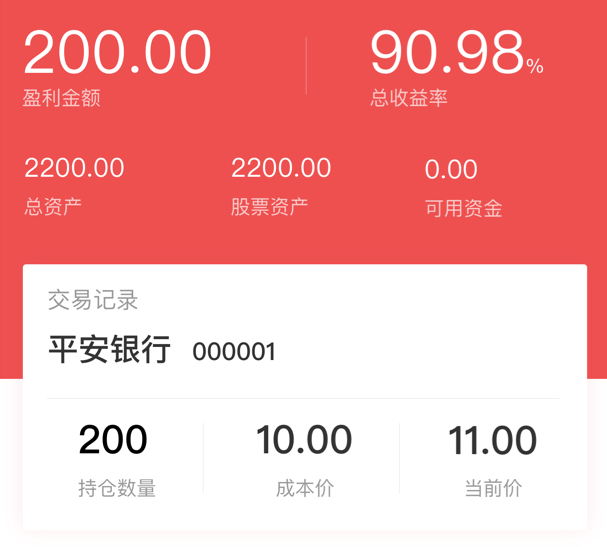 200.00 90.98%
盈利金额 总收益率
2200.00 2200.00 0.00
总资产 股票资产 可用资金
交易记录
平安银行 000001
200 10.00 11.00
持仓数量 成本价 当前价